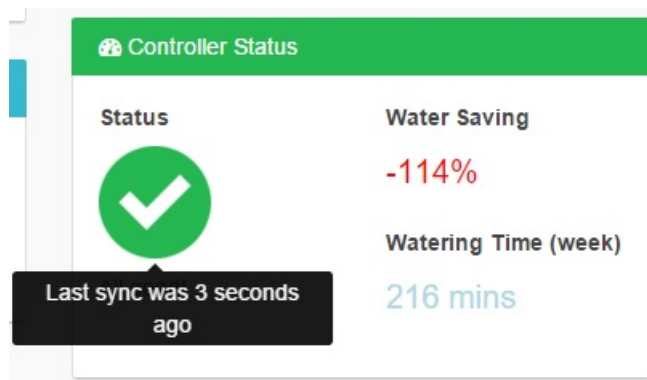 Controller Status
Status
Water Saving
-114%
Watering Time (week)
216 mins
Last sync was 3 seconds
ago